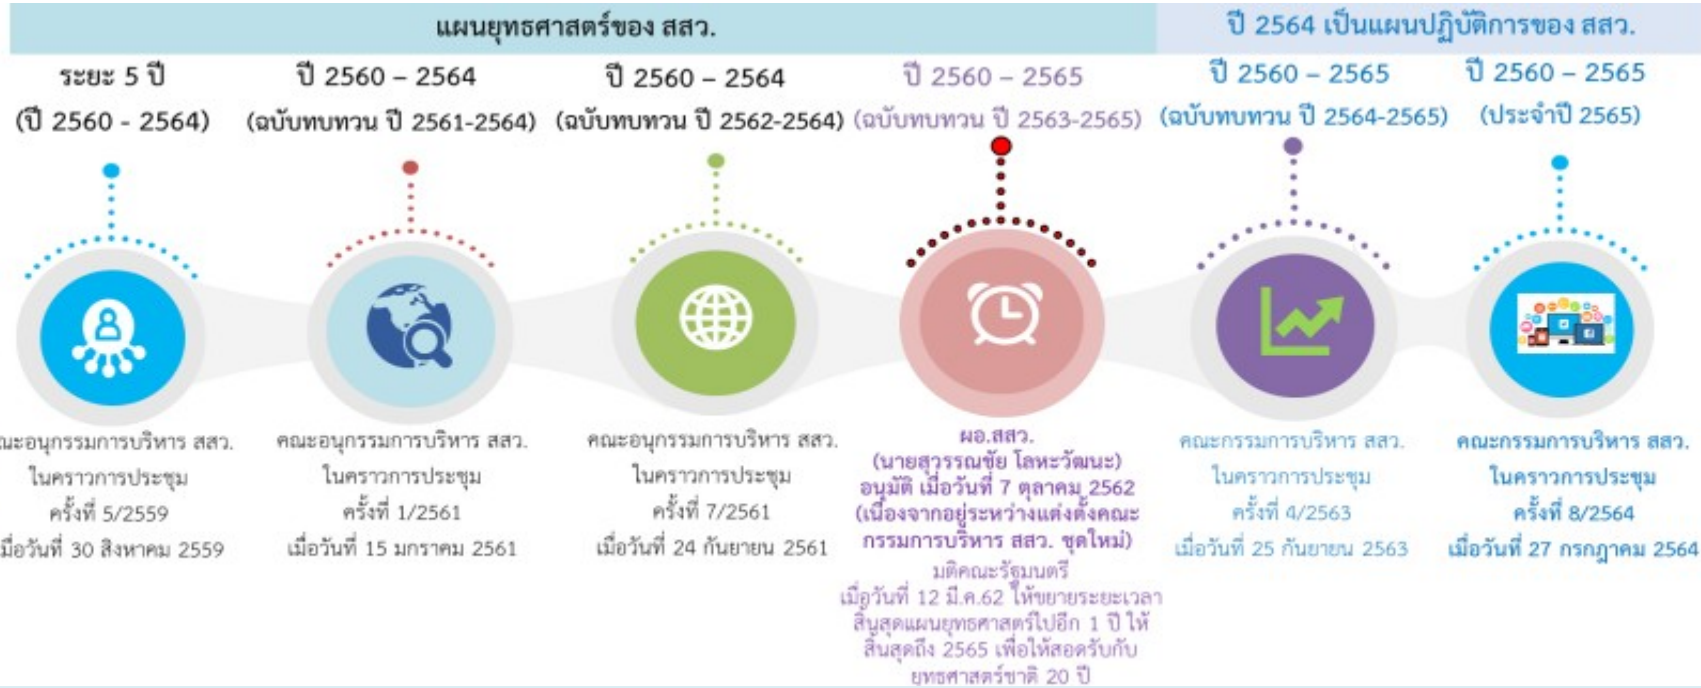 แผนยุทธศาสตร์ของ สสว.
ปี 2564 เป็นแผนปฏิบัติการของ สสว.
ระยะ 5 ปี
(ปี 2560 - 2564)
ปี 2560 – 2564
(ฉบับทบทวน ปี 2561-2564)
ปี 2560 – 2564
(ฉบับทบทวน ปี 2562-2564)
ปี 2560 – 2565
(ฉบับทบทวน ปี 2563-2565)
ปี 2560 – 2565
(ฉบับทบทวน ปี 2564-2565)
ปี 2560 – 2565
(ประจำปี 2565)
ณะอนุกรรมการบริหาร สสว.
ในคราวการประชุม
ครั้งที่ 5/2559
มื่อวันที่ 30 สิงหาคม 2559
คณะอนุกรรมการบริหาร สสว.
ในคราวการประชุม
ครั้งที่ 1/2561
เมื่อวันที่ 15 มกราคม 2561
คณะอนุกรรมการบริหาร สสว.
ในคราวการประชุม
ครั้งที่ 7/2561
เมื่อวันที่ 24 กันยายน 2561
ผอ.สสว.
(นายสุวรรณชัย โลหะวัฒนะ)
อนุมัติ เมื่อวันที่ 7 ตุลาคม 2562
(เนื่องจากอยู่ระหว่างแต่งตั้งคณะ
กรรมการบริหาร สสว. ชุดใหม่)
มติคณะรัฐมนตรี
เมื่อวันที่ 12 มี.ค.62 ให้ขยายระยะเวลา
สิ้นสุดแผนยุทธศาสตร์ไปอีก 1 ปี ให้
สิ้นสุดถึง 2565 เพื่อให้สอดรับกับ
ยุทธศาสตร์ชาติ 20 ปี
คณะกรรมการบริหาร สสว.
ในคราวการประชุม
ครั้งที่ 4/2563
เมื่อวันที่ 25 กันยายน 2563
คณะกรรมการบริหาร สสว.
ในคราวการประชุม
ครั้งที่ 8/2564
เมื่อวันที่ 27 กรกฎาคม 2564